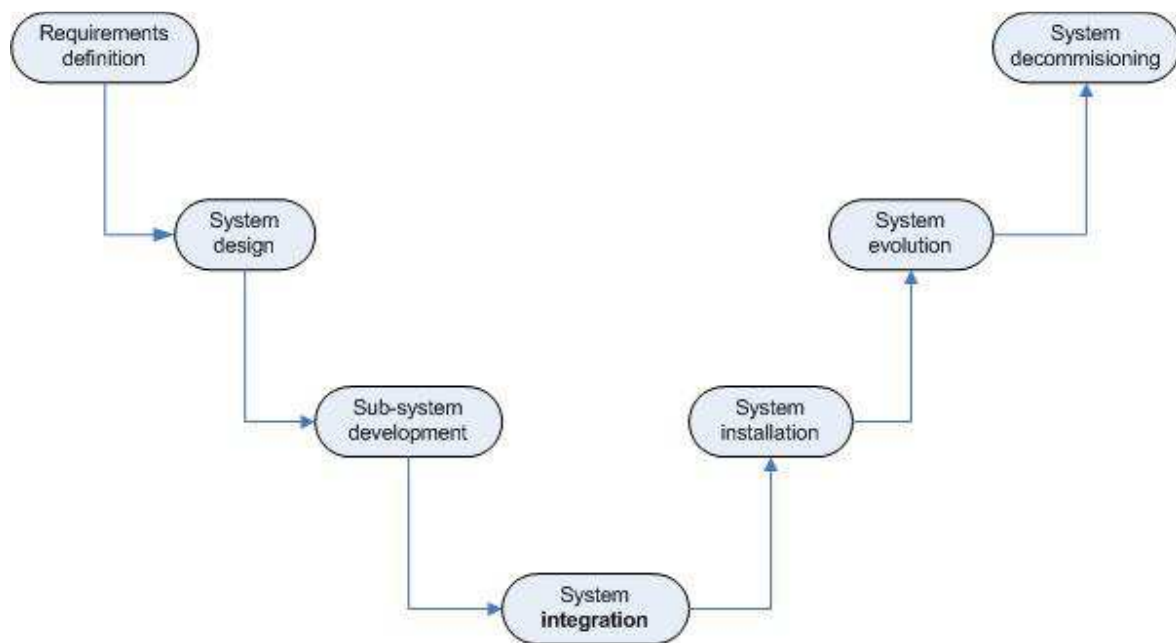 Requirements
definition
System
design
Sub-system
development
System
integration
System
installation
System
evolution
System
decommisioning